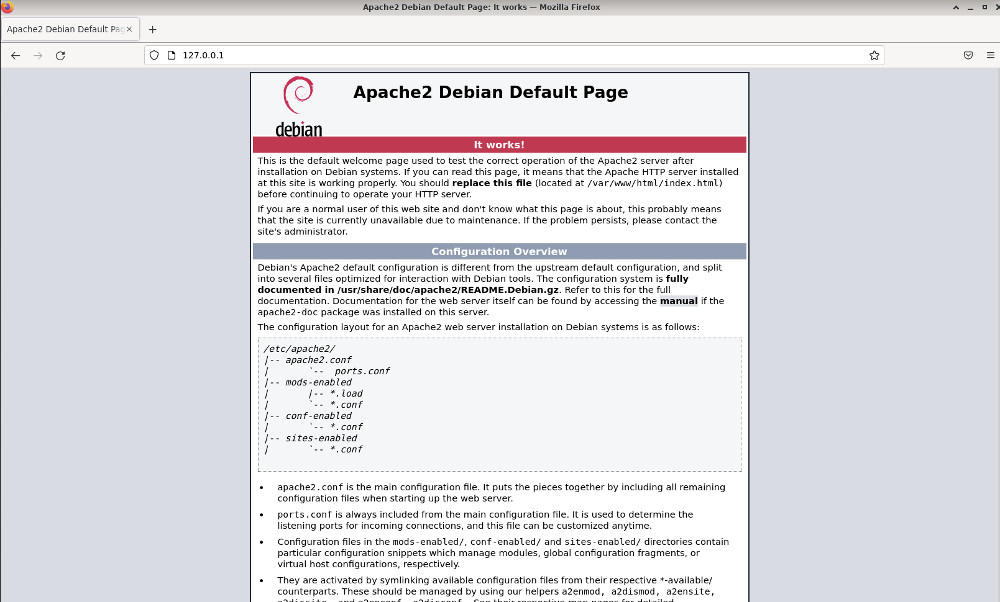 Apache2 Debian Default Page: It works — Mozilla Firefox
Apache2 Debian Default Pag
127.0.0.1
debian
Apache2 Debian Default Page
It works!
This is the default welcome page used to test the correct operation of the Apache2 server after
installation on Debian systems. If you can read this page, it means that the Apache HTTP server installed
at this site is working properly. You should replace this file (located at /var/www/html/index.html)
before continuing to operate your HTTP server.
If you are a normal user of this web site and don't know what this page is about, this probably means
that the site is currently unavailable due to maintenance. If the problem persists, please contact the
site's administrator.
Configuration Overview
Debian's Apache2 default configuration is different from the upstream default configuration, and split
into several files optimized for interaction with Debian tools. The configuration system is fully
documented in /usr/share/doc/apache2/README.Debian.gz. Refer to this for the full
documentation. Documentation for the web server itself can be found by accessing the manual if the
apache2-doc package was installed on this server.
The configuration layout for an Apache2 web server installation on Debian systems is as follows:
/etc/apache2/
|-- apache2.conf
|       `--  ports.conf
|-- mods-enabled
|       |-- *.load
|       `-- *.conf
|-- conf-enabled
|       `-- *.conf
|-- sites-enabled
|       `-- *.conf
• apache2.conf is the main configuration file. It puts the pieces together by including all remaining
configuration files when starting up the web server.
• ports.conf is always included from the main configuration file. It is used to determine the
listening ports for incoming connections, and this file can be customized anytime.
• Configuration files in the mods-enabled/, conf-enabled/ and sites-enabled/ directories contain
particular configuration snippets which manage modules, global configuration fragments, or
virtual host configurations, respectively.
• They are activated by symlinking available configuration files from their respective *-available/
counterparts. These should be managed by using our helpers a2enmod, a2dismod, a2ensite,
a2dissite, and a2enconf, a2disconf. See their respective man pages for detailed